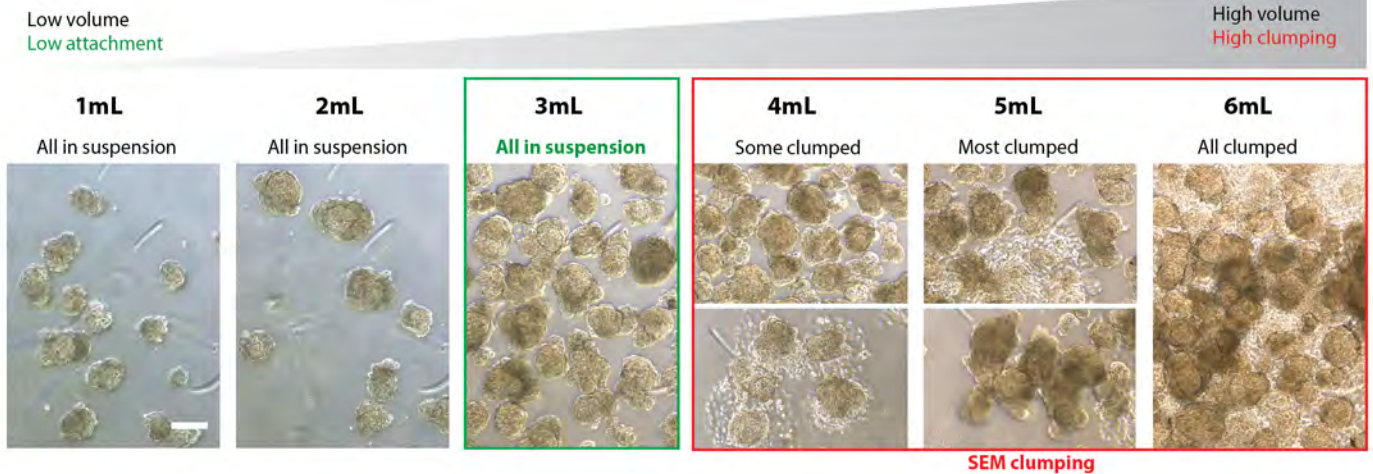 Low volume
Low attachment
High volume
High clumping
1mL
2mL
3mL
4mL
5mL
6mL
All in suspension
All in suspension
All in suspension
Some clumped
Most clumped
All clumped
SEM clumping